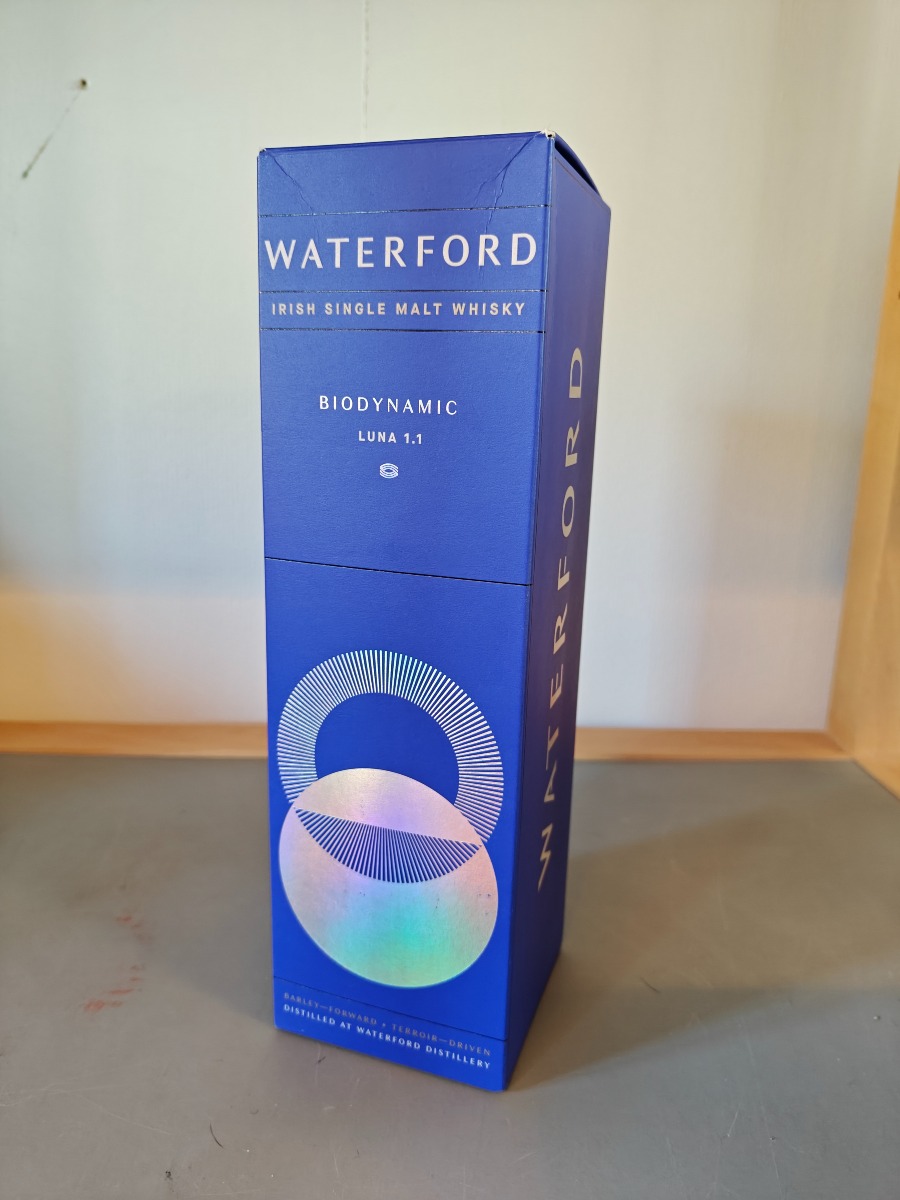 WATERFORD
IRISH SINGLE MALT WHISKY
BIODYNAMIC
LUNA 1.1
BARLEY—FORWARD • TERROIR—DRIVEN
DISTILLED AT WATERFORD DISTILLERY
WATERFORD